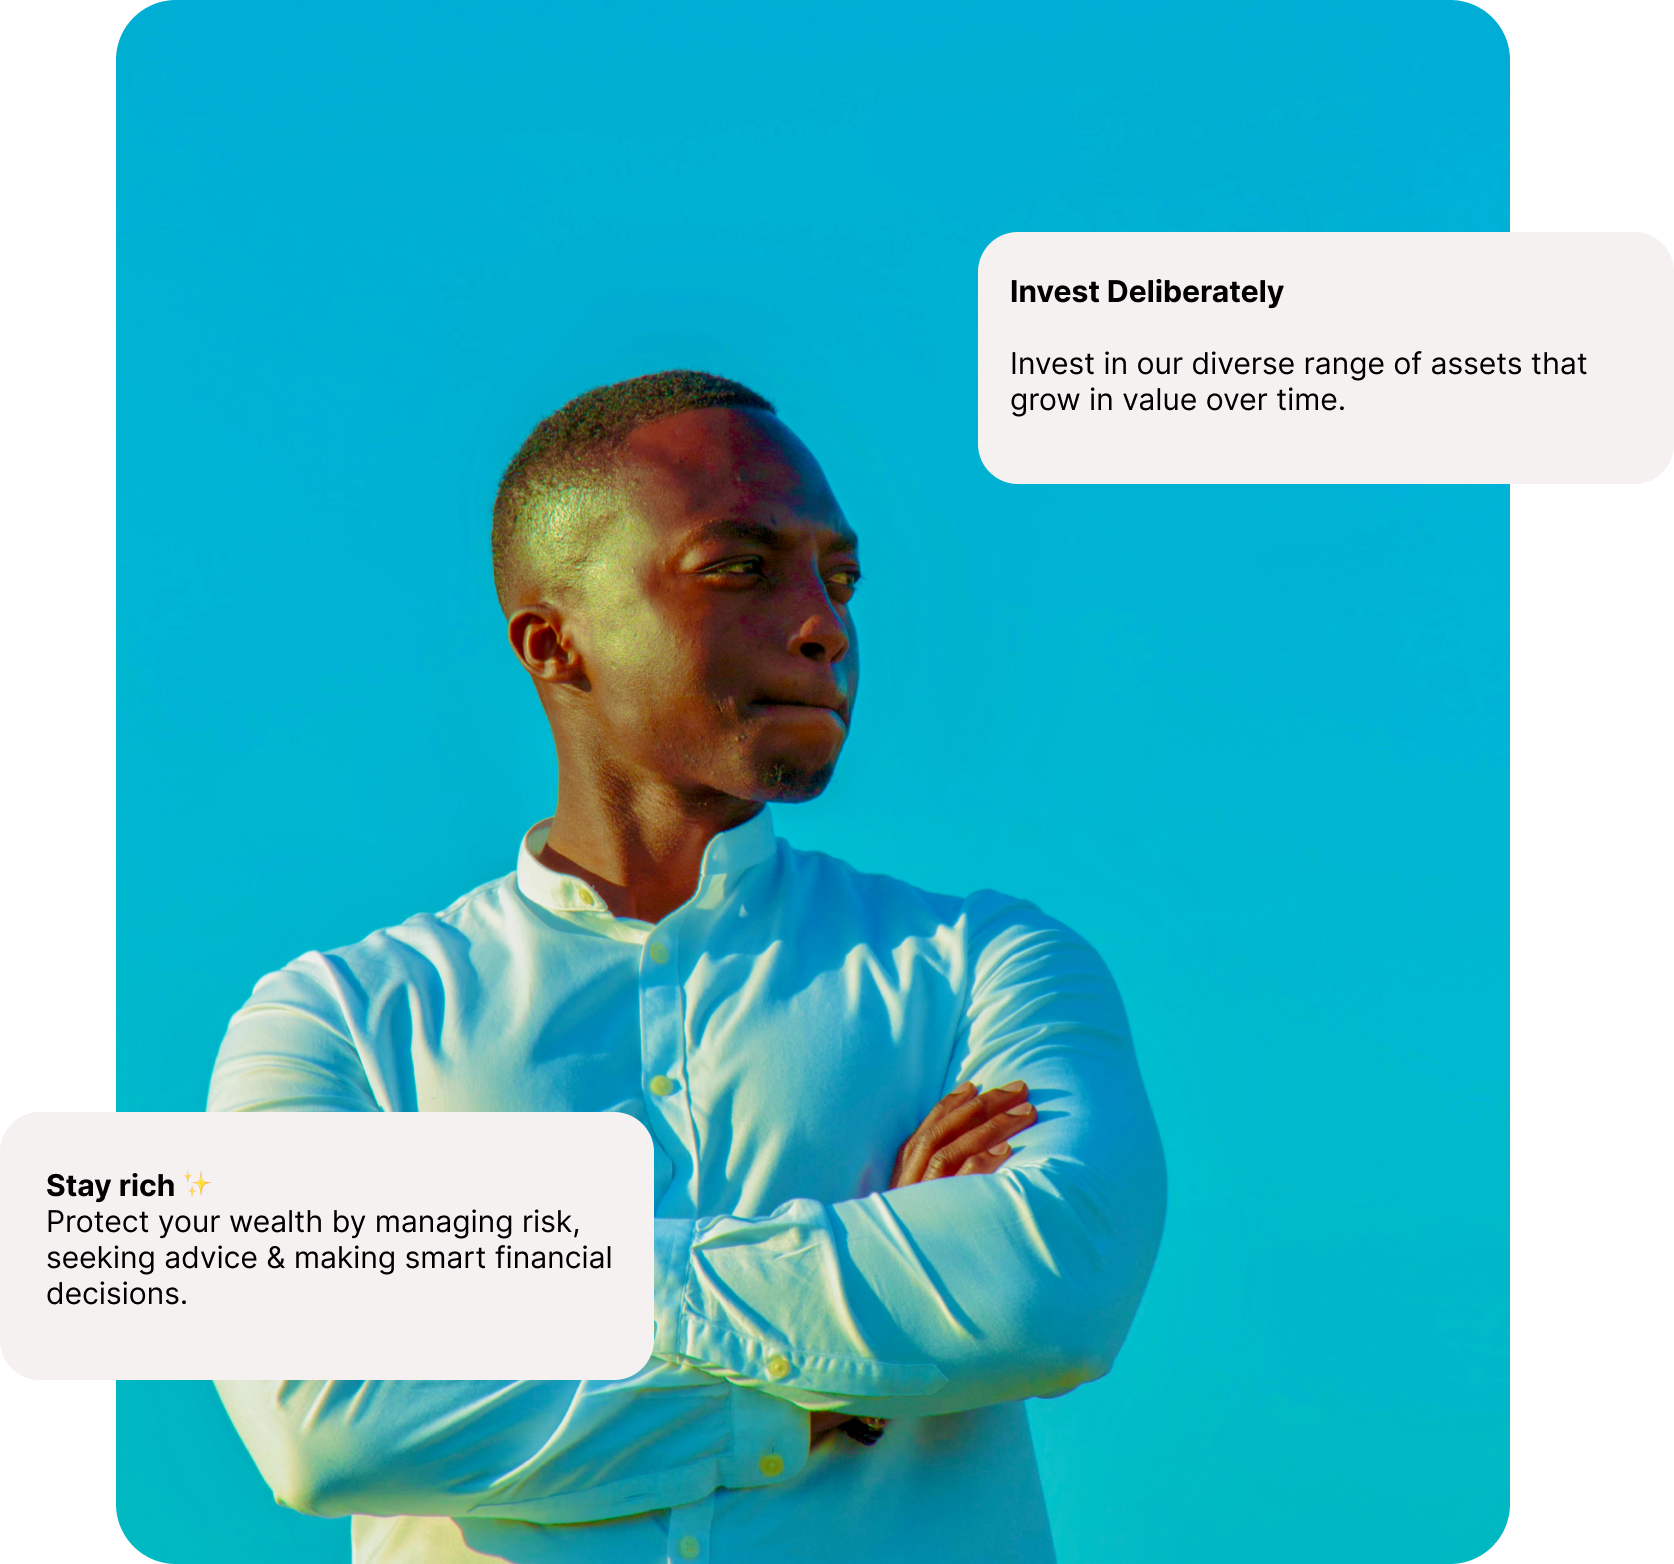 Invest Deliberately
Invest in our diverse range of assets that
grow in value over time.
Stay rich ✨
Protect your wealth by managing risk,
seeking advice & making smart financial
decisions.